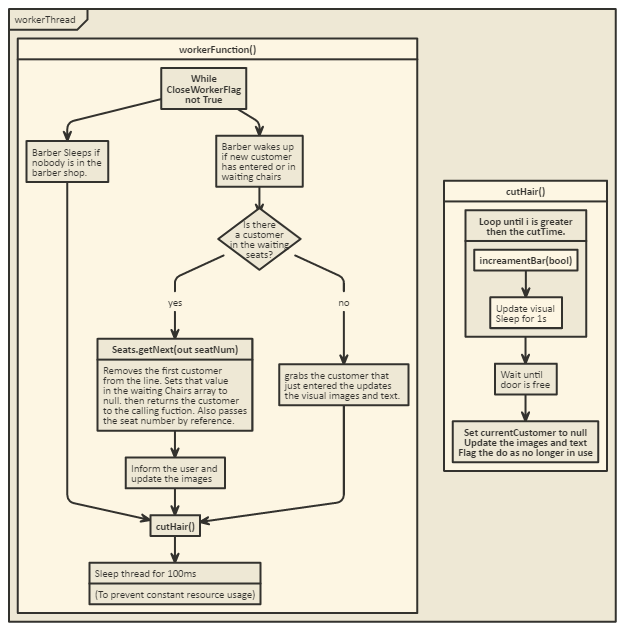 workerThread
workerFunction()
While
CloseWorkerFlag
not True
Barber Sleeps if
nobody is in the
barber shop.
Barber wakes up
if new customer
has entered or in
waiting chairs
Is there
a customer
in the waiting
seats?
yes
no
Seats.getNext(out seatNum)
Removes the first customer
from the line. Sets that value
in the waiting Chairs array to
null. then returns the customer
to the calling fuction. Also passes
the seat number by reference.
grabs the customer that
just entered the updates
the visual images and text.
Inform the user and
update the images
cutHair()
Sleep thread for 100ms
(To prevent constant resource usage)
cutHair()
Loop until i is greater
then the cutTime.
increamentBar(bool)
Update visual
Sleep for 1s
Wait until
door is free
Set currentCustomer to null
Update the images and text
Flag the do as no longer in use